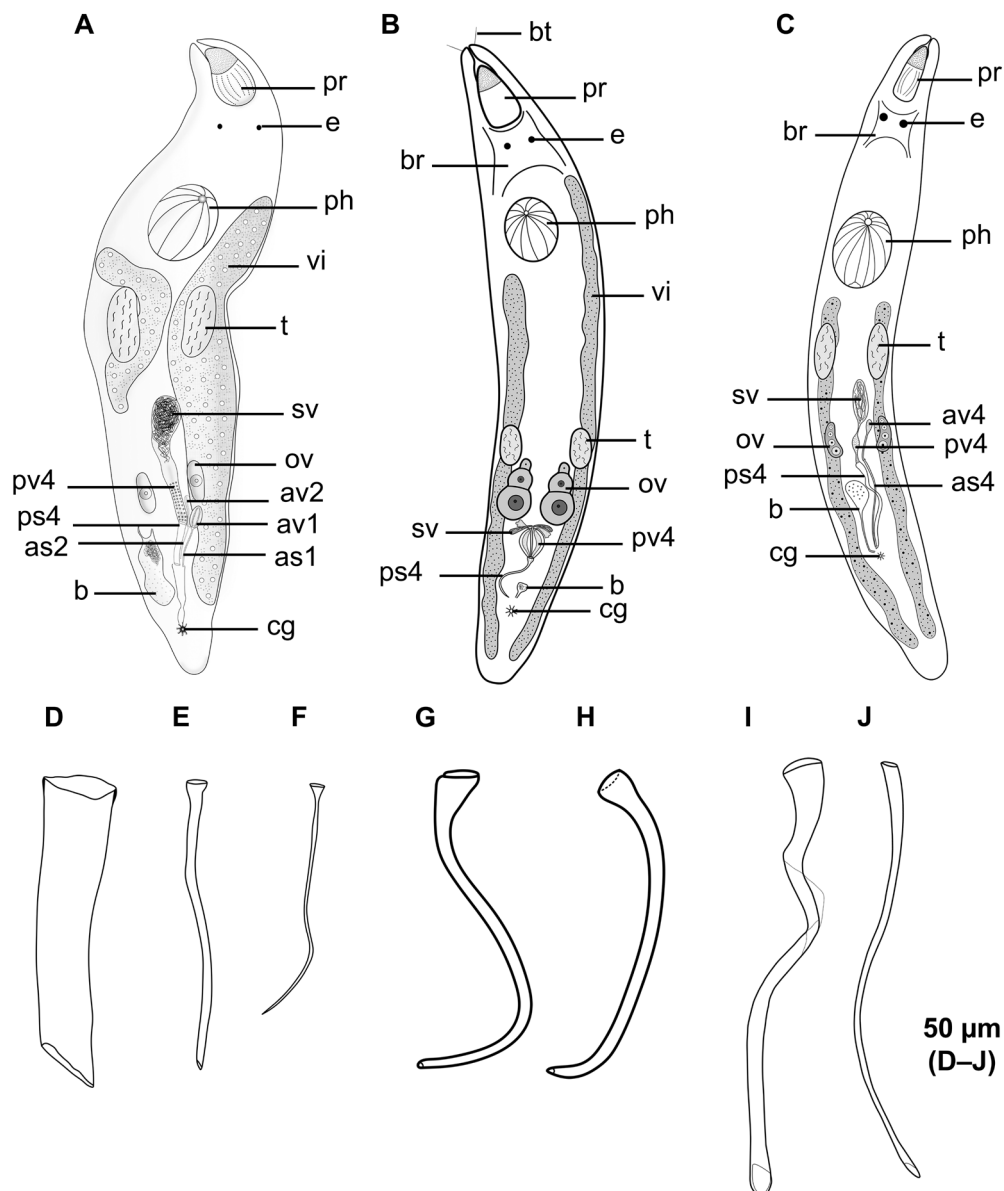 A
pr
e
ph
vi
t
sv
ov
pv4
av2
ps4
av1
as2
as1
b
cg
B
bt
pr
e
br
ph
vi
t
ov
sv
pv4
ps4
b
cg
C
pr
e
br
ph
t
sv
av4
ov
pv4
ps4
as4
b
cg
D
E
F
G
H
I
J
50 µm
(D–J)